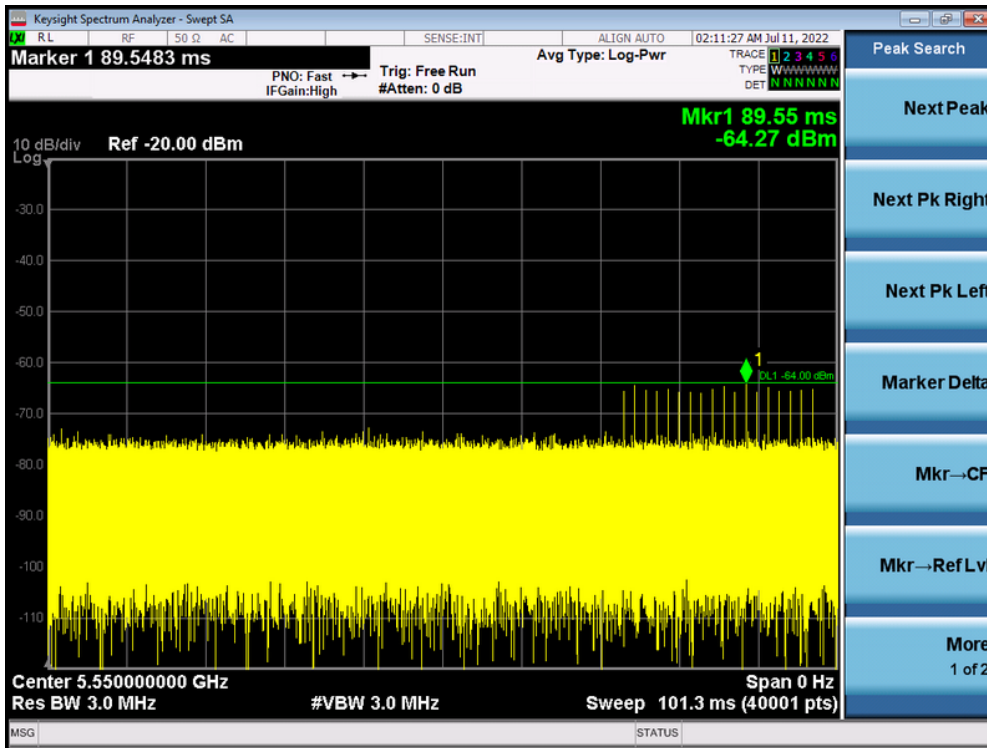 Keysight Spectrum Analyzer - Swept SA
LXI RL RF 50 Ω AC SENSE:INT ALIGN AUTO 02:11:27 AM Jul 11, 2022
Marker 1 89.5483 ms
PNO: Fast
IFGain:High
Trig: Free Run
#Atten: 0 dB
Avg Type: Log-Pwr
TRACE 1 2 3 4 5 6
TYPE WWWWWW
DET N N N N N N
Mkr1 89.55 ms
-64.27 dBm
10 dB/div Ref -20.00 dBm
Log
-30.0
-40.0
-50.0
-60.0
-70.0
-80.0
-90.0
-100
-110
1
DL1 -64.00 dBm
Center 5.550000000 GHz
Span 0 Hz
Res BW 3.0 MHz
#VBW 3.0 MHz
Sweep 101.3 ms (40001 pts)
MSG
STATUS
Peak Search
Next Peak
Next Pk Right
Next Pk Left
Marker Delta
Mkr→CF
Mkr→Ref Lvl
More
1 of 2